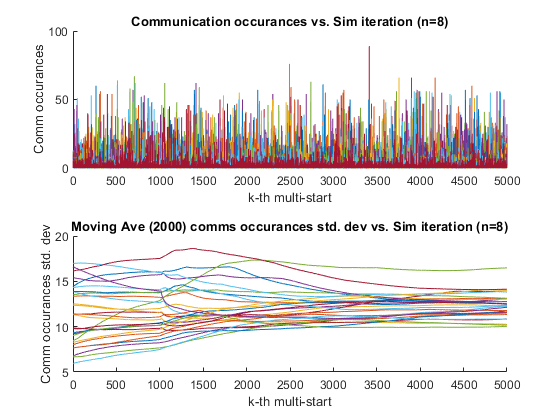 Communication occurances vs. Sim iteration (n=8)
Comm occurances
100
50
0
0 500 1000 1500 2000 2500 3000 3500 4000 4500 5000
k-th multi-start
Moving Ave (2000) comms occurances std. dev vs. Sim iteration (n=8)
Comm occurances std. dev
20
15
10
5
0 500 1000 1500 2000 2500 3000 3500 4000 4500 5000
k-th multi-start